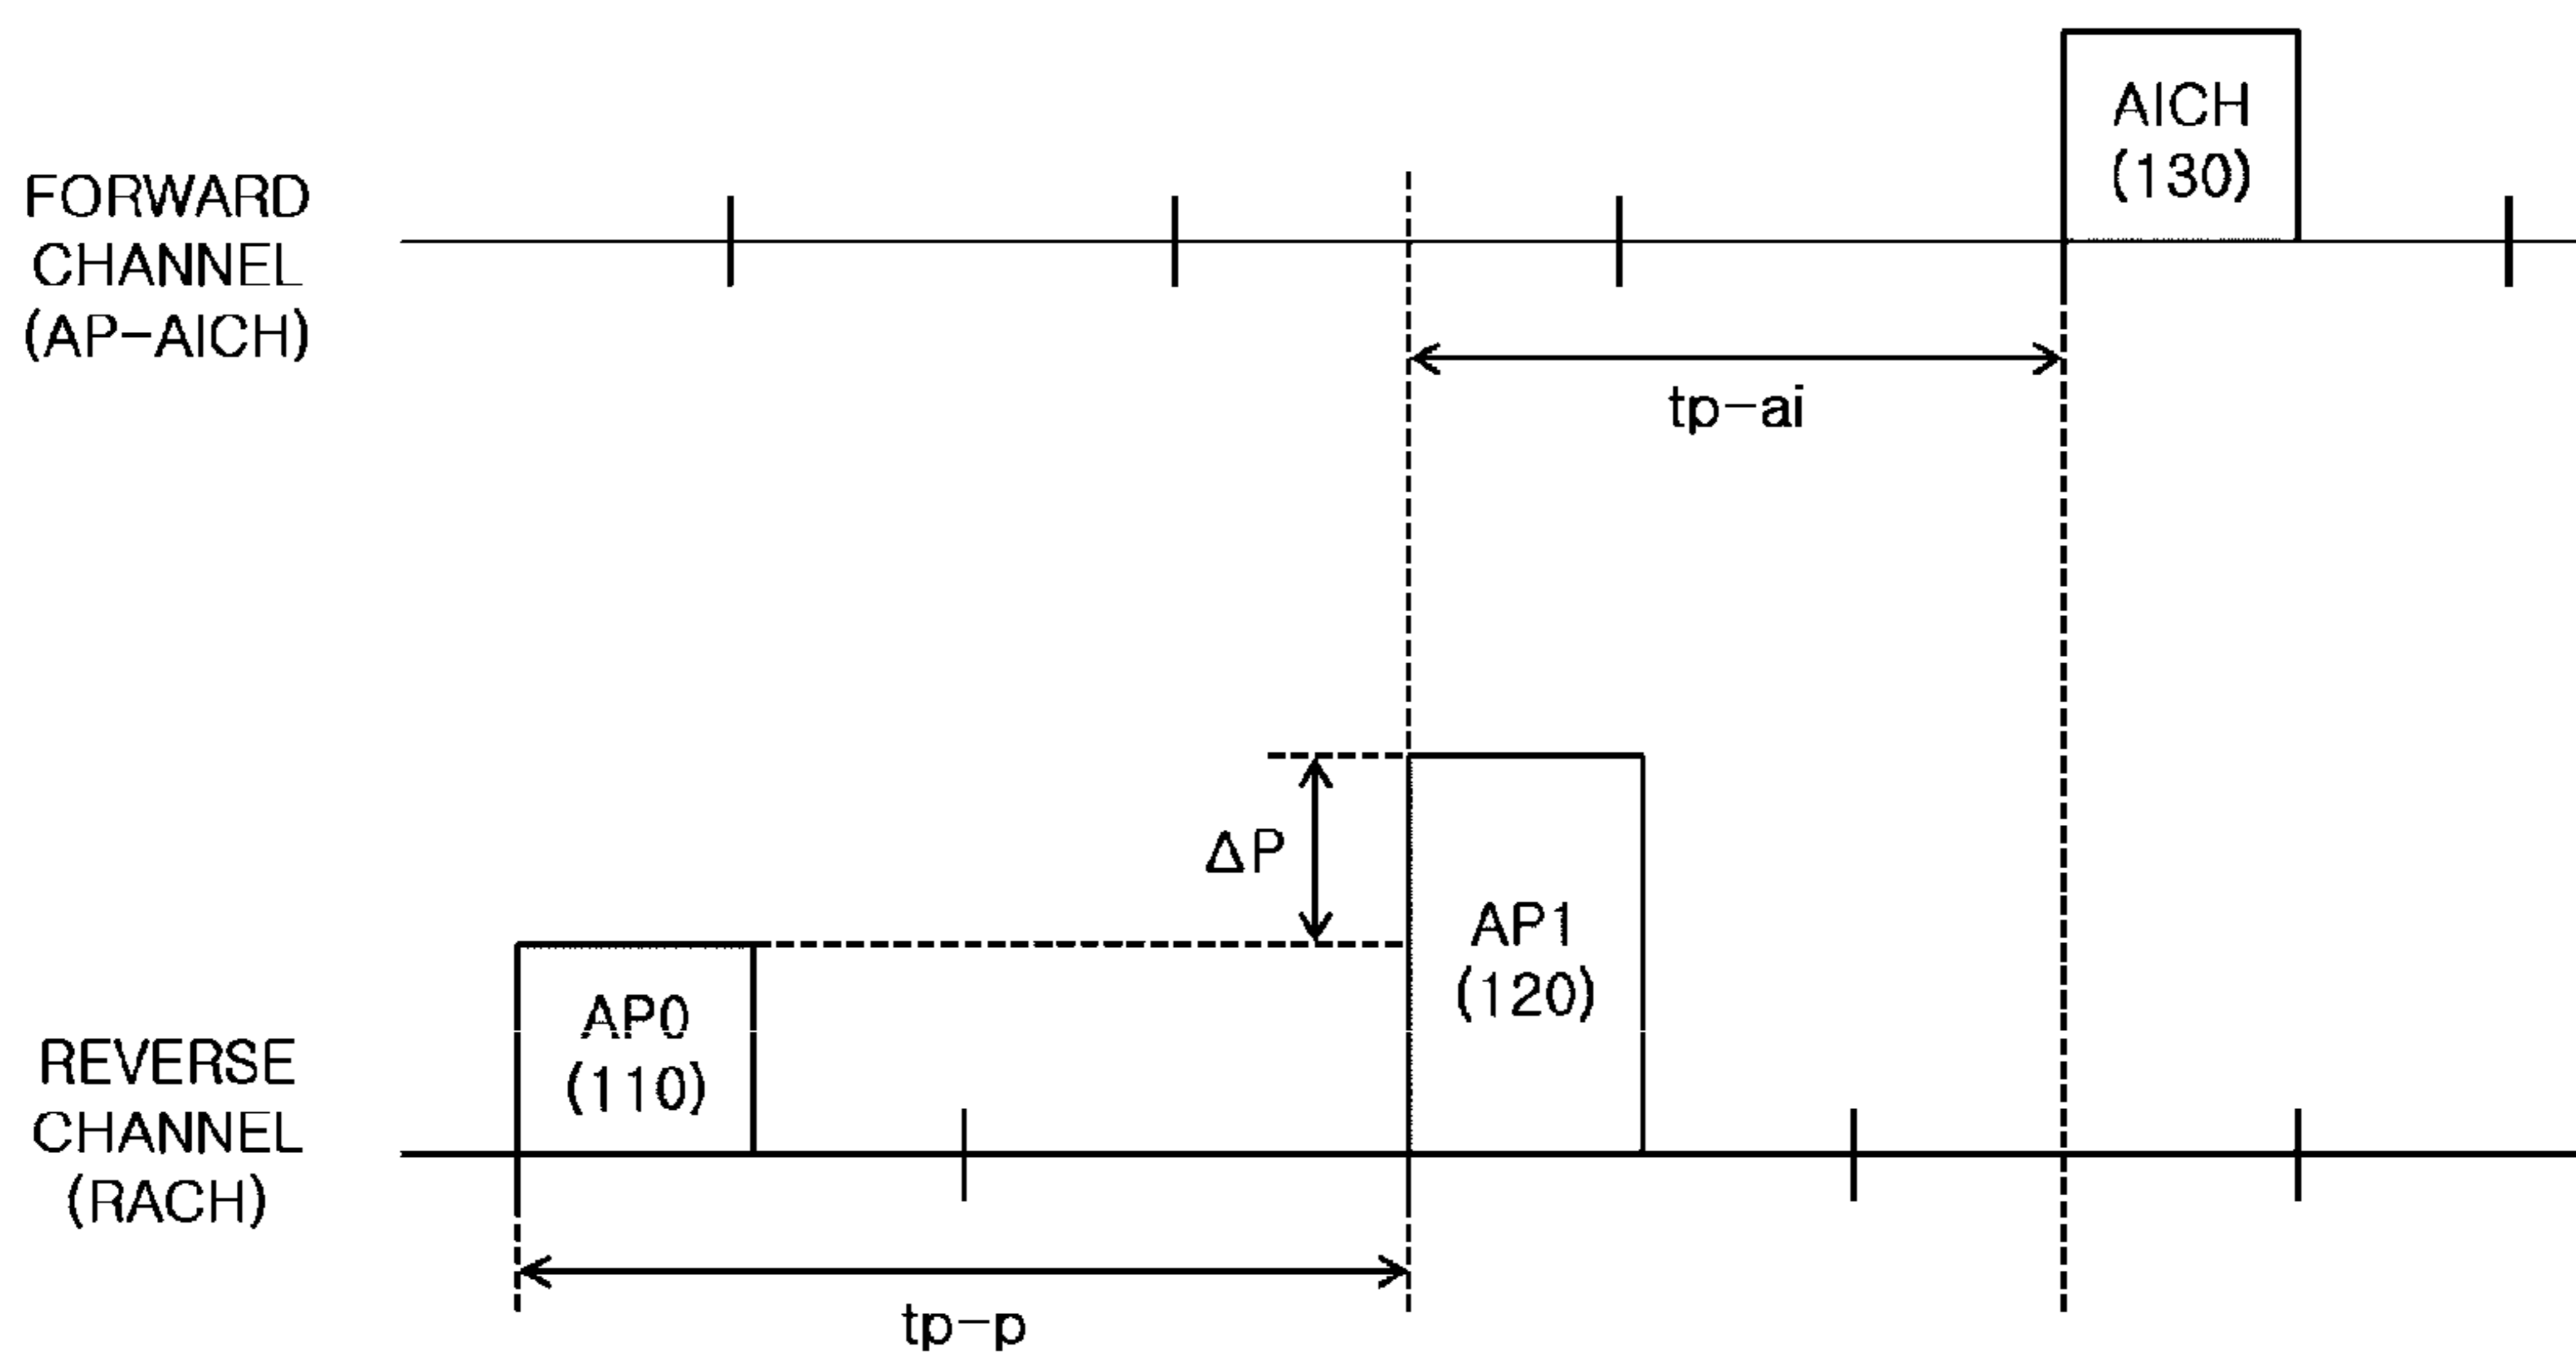 AICH
(130)
FORWARD
CHANNEL
(AP-AICH)
tp-ai
ΔP
AP1
(120)
AP0
(110)
REVERSE
CHANNEL
(RACH)
tp-p